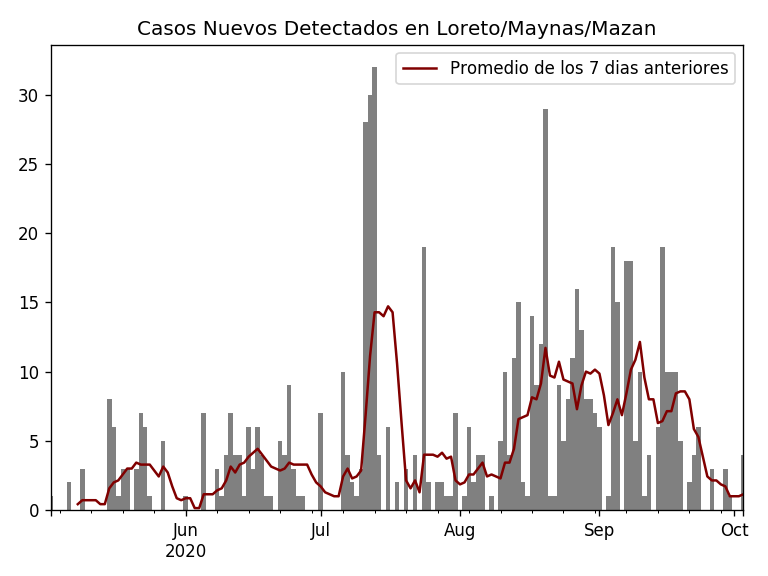 Casos Nuevos Detectados en Loreto/Maynas/Mazan
Promedio de los 7 dias anteriores
30
25
20
15
10
5
0
Jun Jul Aug Sep Oct
2020